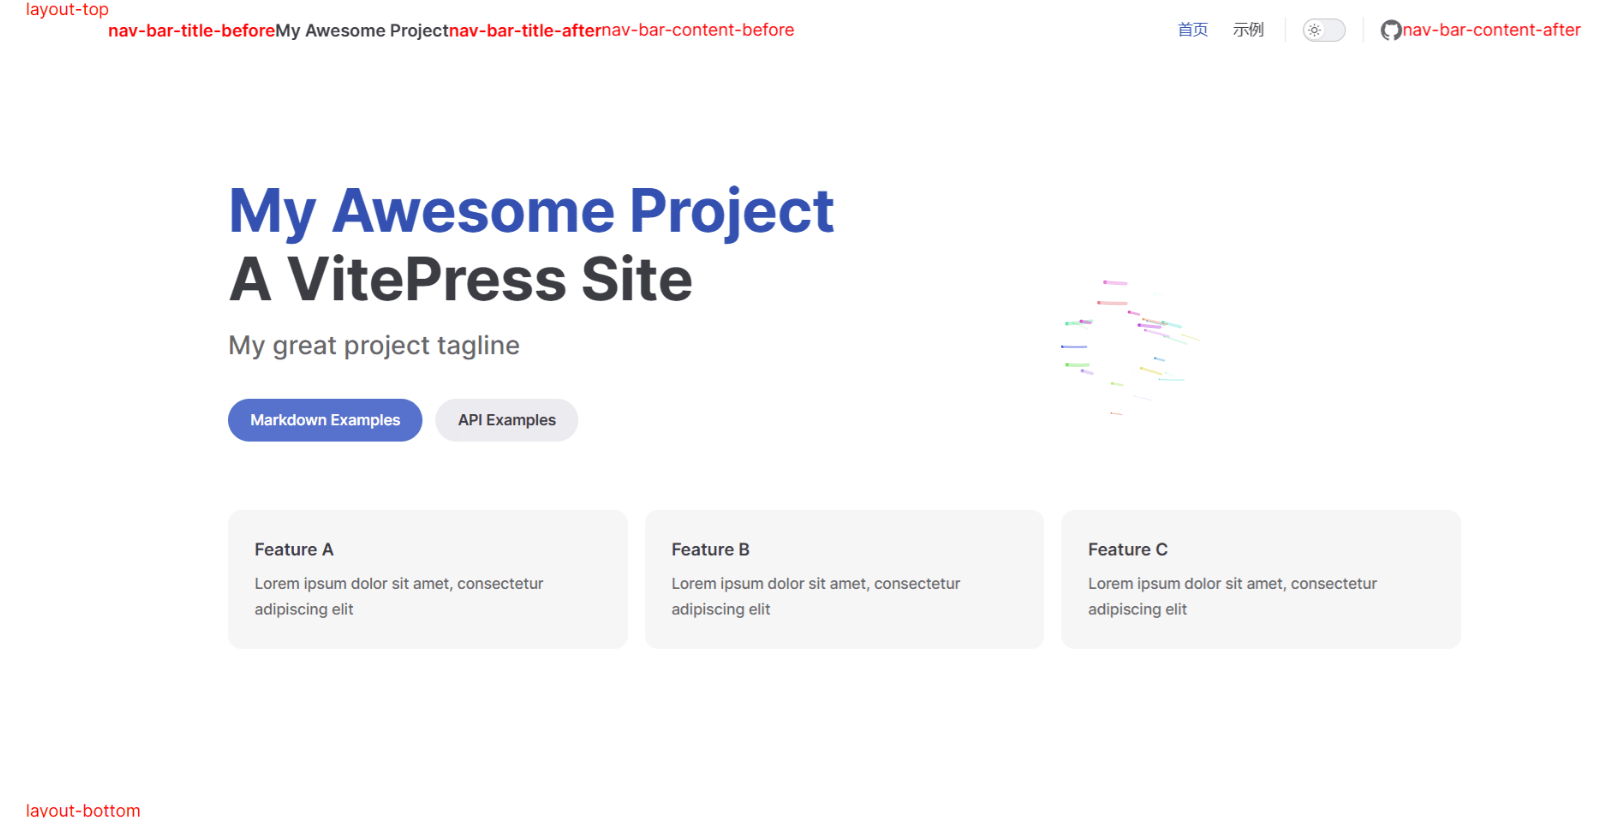 layout-top
nav-bar-title-beforeMy Awesome Projectnav-bar-title-afternav-bar-content-before 首页 示例 nav-bar-content-after
My Awesome Project
A VitePress Site
My great project tagline
Markdown Examples API Examples
Feature A
Lorem ipsum dolor sit amet, consectetur
adipiscing elit
Feature B
Lorem ipsum dolor sit amet, consectetur
adipiscing elit
Feature C
Lorem ipsum dolor sit amet, consectetur
adipiscing elit
layout-bottom